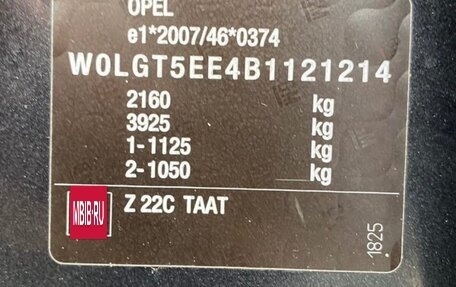 OPEL
e1*2007/46*0374
W0LGT5EE4B1121214
2160 kg
3925 kg
1-1125 kg
2-1050 kg
MBIB.RU
Z 22C TAAT
1825